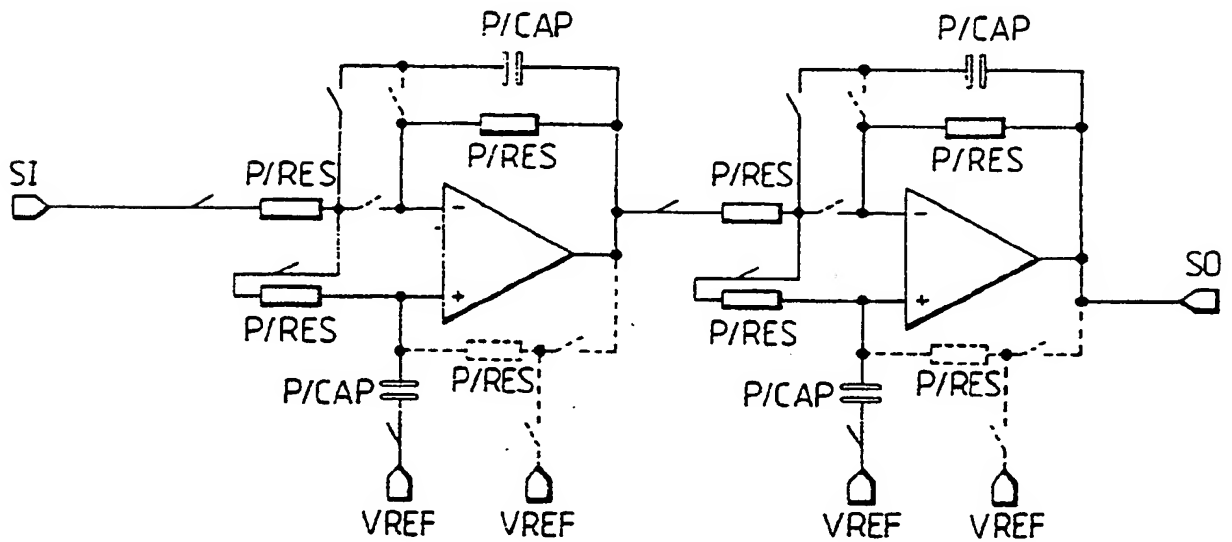 P/CAP
P/CAP
P/RES
P/RES
SI
P/RES
P/RES
-
-
SO
+
+
P/RES
P/RES
P/RES
P/RES
P/CAP
P/CAP
VREF
VREF
VREF
VREF